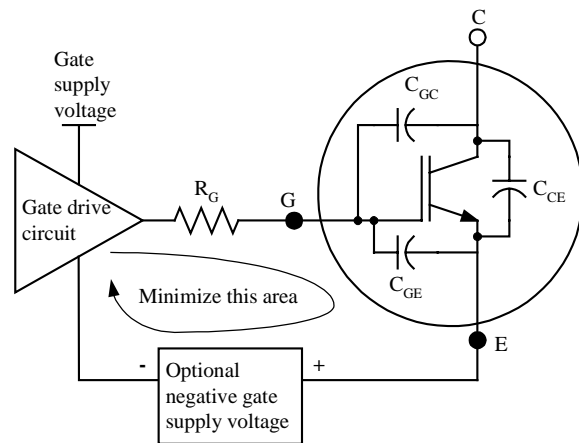 C
Gate
supply
voltage
C_GC
Gate drive
circuit
R_G
G
C_CE
C_GE
Minimize this area
E
-
+
Optional
negative gate
supply voltage